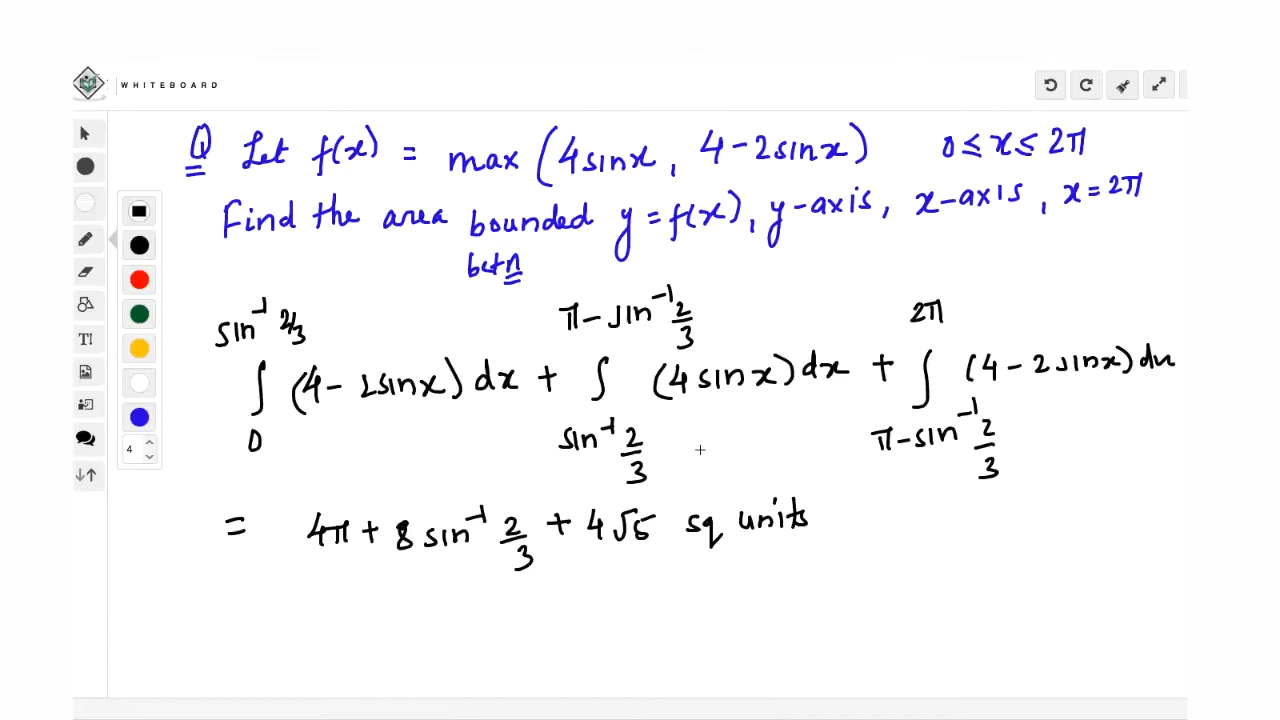 WHITEBOARD
Q Let f(x) = max (4sinx, 4-2sinx) 0≤x≤2π
Find the area bounded y=f(x), y-axis, x-axis, x=2π
betn
sin⁻¹ 2/3 π-sin⁻¹ 2/3 2π
∫ (4-2sinx)dx + ∫ (4sinx)dx + ∫ (4-2sinx)dx
0 sin⁻¹ 2/3 π-sin⁻¹ 2/3
= 4π + 8 sin⁻¹ 2/3 + 4√5 sq units
T
4